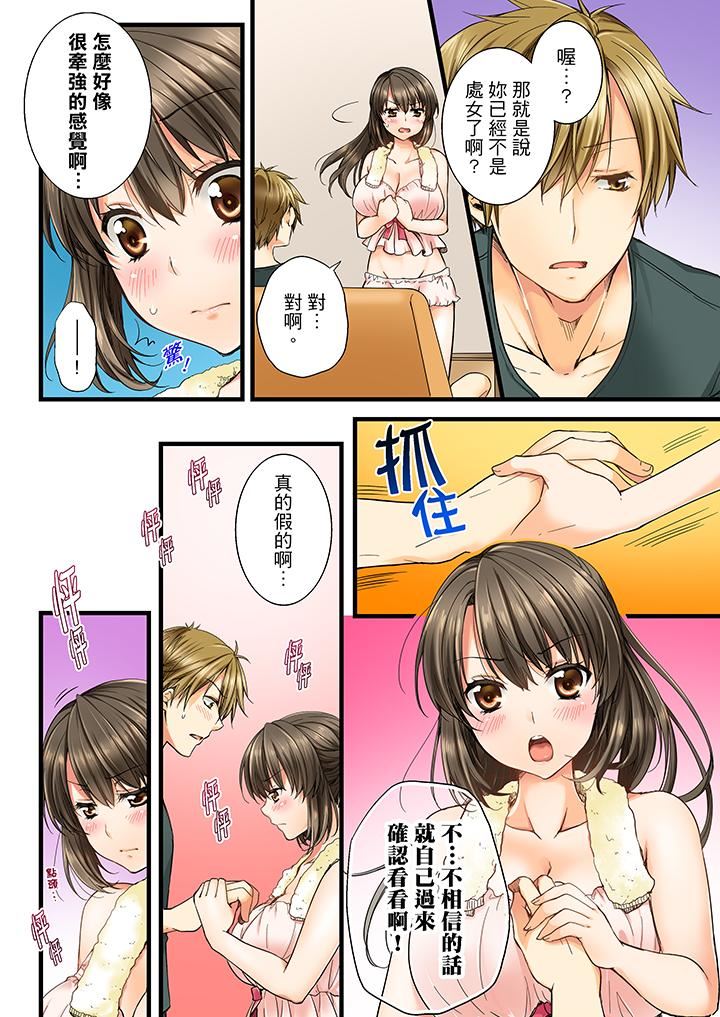 喔…？
那就是說
妳已經不是
處女了啊？
對…
對啊。
怎麼好像
很牽強的感覺啊…
——！
驚！
抓住
不…不相信的話
就自己過來
確認看看啊！
真的假的啊…
怦
怦
怦
怦
怦
怦
怦
怦
怦
怦
怦
點頭…
怦